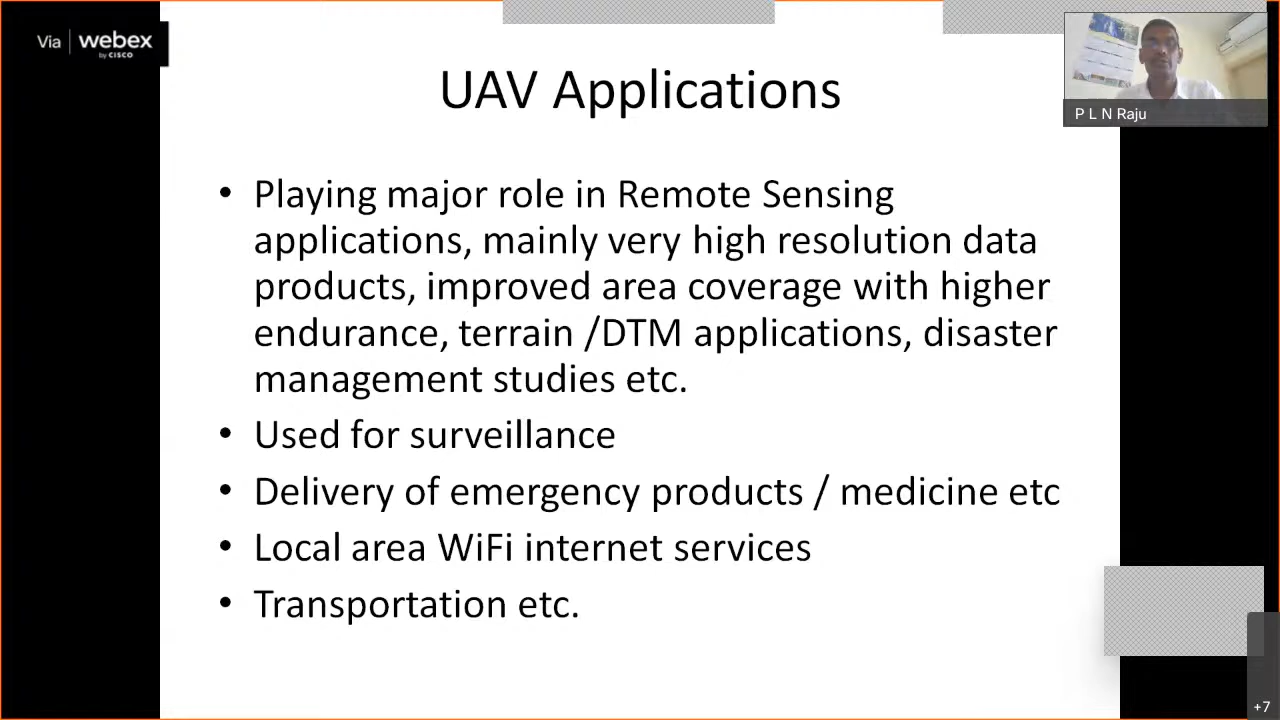 Via | webex
by CISCO
UAV Applications
P L N Raju
• Playing major role in Remote Sensing
applications, mainly very high resolution data
products, improved area coverage with higher
endurance, terrain /DTM applications, disaster
management studies etc.
• Used for surveillance
• Delivery of emergency products / medicine etc
• Local area WiFi internet services
• Transportation etc.
+7